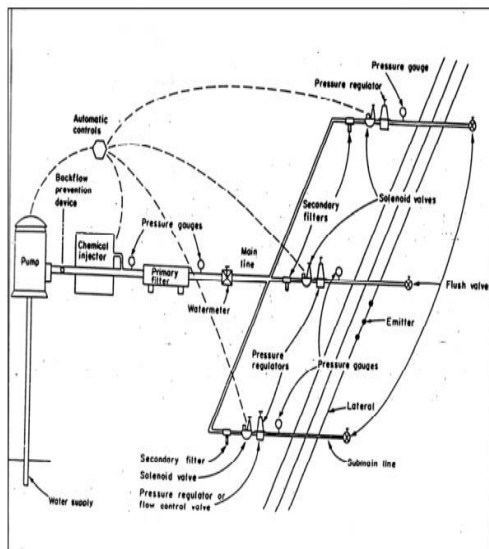 Pressure gauge
Pressure regulator
Automatic
controls
Backflow
prevention
device
Chemical
injector
Pressure gauges
Secondary
filters
Solenoid valves
Main
line
Pump
Primary
filter
Watermeter
Flush valve
Emitter
Pressure
regulators
Pressure gauges
Lateral
Secondary filter
Solenoid valve
Pressure regulator or
flow control valve
Submain line
Water supply